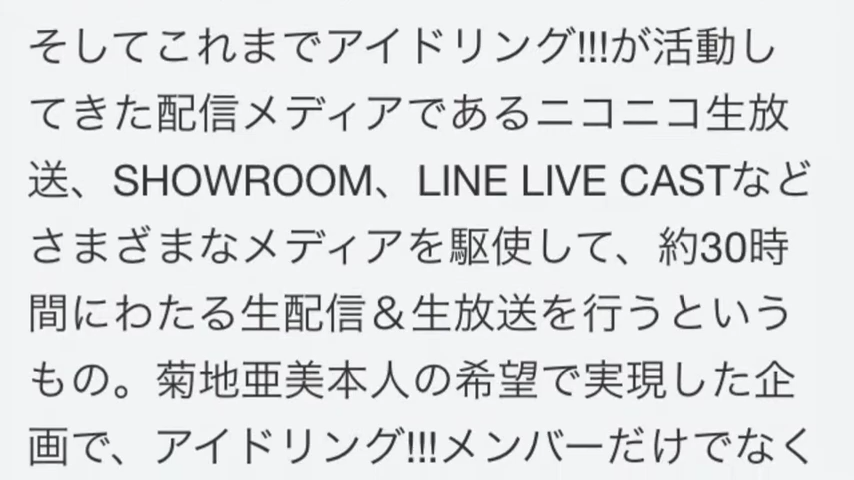 そしてこれまでアイドリング!!!が活動し
てきた配信メディアであるニコニコ生放
送、SHOWROOM、LINE LIVE CASTなど
さまざまなメディアを駆使して、約30時
間にわたる生配信＆生放送を行うという
もの。菊地亜美本人の希望で実現した企
画で、アイドリング!!!メンバーだけでなく